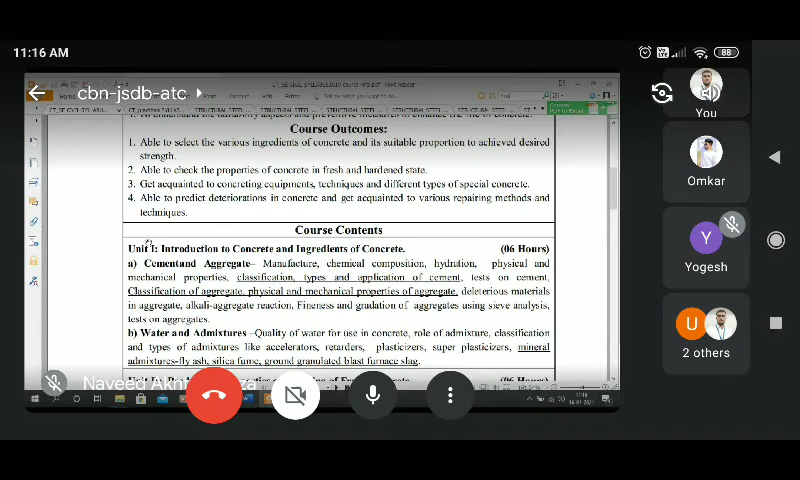 11:16 AM
88
cbn-jsdb-atc
Course Outcomes:
1. Able to select the various ingredients of concrete and its suitable proportion to achieved desired
strength.
2. Able to check the properties of concrete in fresh and hardened state.
3. Get acquainted to concreting equipments, techniques and different types of special concrete.
4. Able to predict deteriorations in concrete and get acquainted to various repairing methods and
techniques.
Course Contents
Unit I: Introduction to Concrete and Ingredients of Concrete. (06 Hours)
a) Cementand Aggregate– Manufacture, chemical composition, hydration, physical and
mechanical properties, classification, types and application of cement, tests on cement,
Classification of aggregate, physical and mechanical properties of aggregate, deleterious materials
in aggregate, alkali-aggregate reaction, Fineness and gradation of aggregates using sieve analysis,
tests on aggregates.
b) Water and Admixtures –Quality of water for use in concrete, role of admixture, classification
and types of admixtures like accelerators, retarders, plasticizers, super plasticizers, mineral
admixtures-fly ash, silica fume, ground granulated blast furnace slag.
(06 Hours)
Naveed
11:16
16-04-2021
You
Omkar
Y
Yogesh
U
2 others